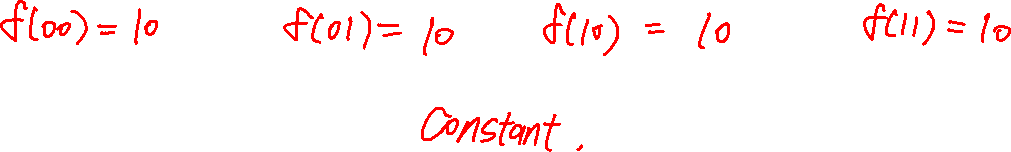 f(00) = 10 f(01) = 10 f(10) = 10 f(11) = 10
Constant.